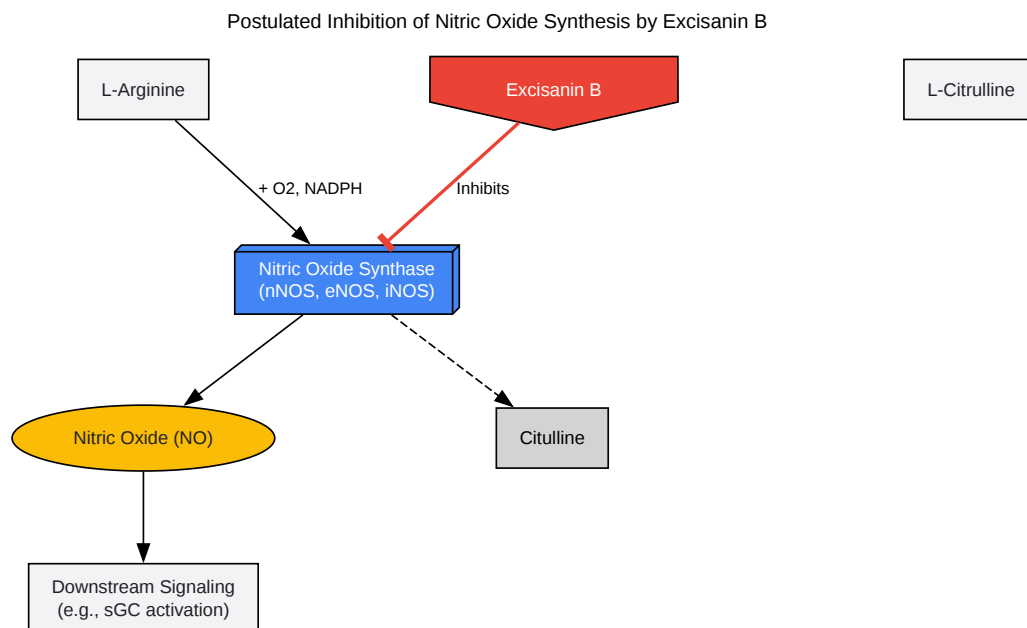 Postulated Inhibition of Nitric Oxide Synthesis by Excisanin B
L-Arginine
Excisanin B
L-Citrulline
+ O2, NADPH
Inhibits
Nitric Oxide Synthase
(nNOS, eNOS, iNOS)
Nitric Oxide (NO)
Citulline
Downstream Signaling
(e.g., sGC activation)